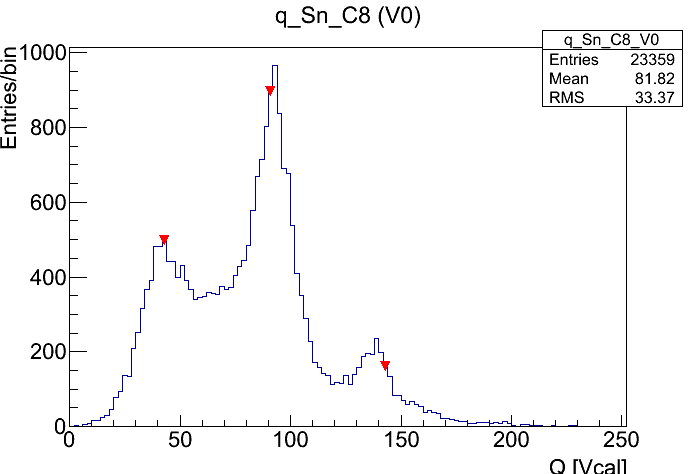 q_Sn_C8 (V0)
q_Sn_C8_V0
Entries 23359
Mean 81.82
RMS 33.37
Entries/bin
1000
800
600
400
200
0
0 50 100 150 200 250
Q [Vcal]